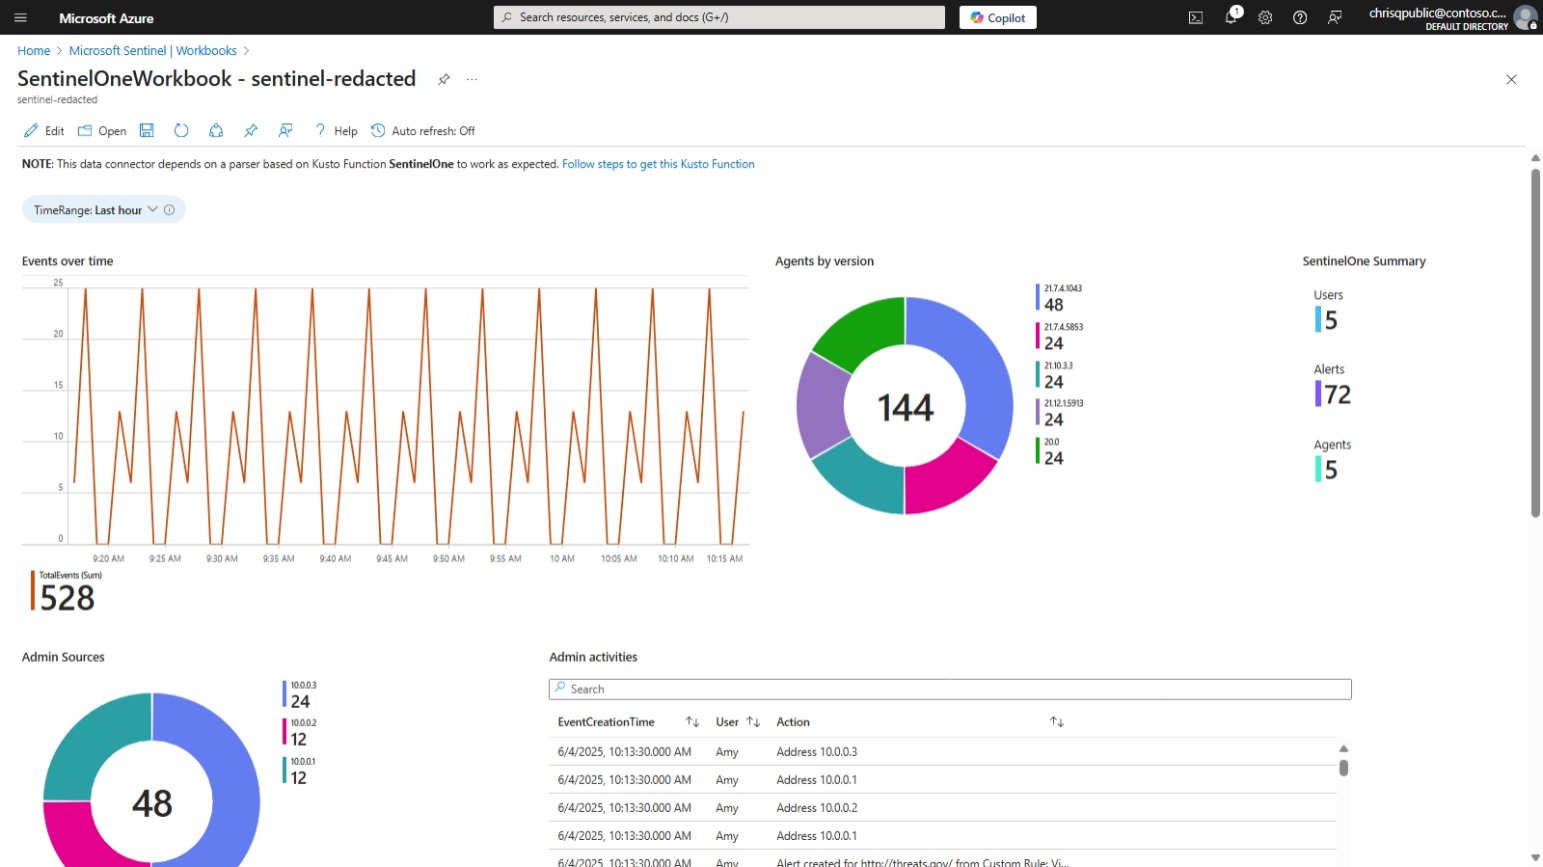 Microsoft Azure
Search resources, services, and docs (G+/)
Copilot
1
chrisqpublic@contoso.c...
DEFAULT DIRECTORY
Home > Microsoft Sentinel | Workbooks >
SentinelOneWorkbook - sentinel-redacted
...
sentinel-redacted
Edit
Open
? Help
Auto refresh: Off
NOTE: This data connector depends on a parser based on Kusto Function SentinelOne to work as expected. Follow steps to get this Kusto Function
TimeRange: Last hour
Events over time
25
20
15
10
5
0
9:20 AM 9:25 AM 9:30 AM 9:35 AM 9:40 AM 9:45 AM 9:50 AM 9:55 AM 10 AM 10:05 AM 10:10 AM 10:15 AM
TotalEvents (Sum)
528
Agents by version
144
21.7.4.1043
48
21.7.4.5853
24
21.10.3.3
24
21.12.1.5913
24
20.0
24
SentinelOne Summary
Users
5
Alerts
72
Agents
5
Admin Sources
48
10.0.0.3
24
10.0.0.2
12
10.0.0.1
12
Admin activities
Search
EventCreationTime User Action
6/4/2025, 10:13:30.000 AM Amy Address 10.0.0.3
6/4/2025, 10:13:30.000 AM Amy Address 10.0.0.1
6/4/2025, 10:13:30.000 AM Amy Address 10.0.0.2
6/4/2025, 10:13:30.000 AM Amy Address 10.0.0.1
6/4/2025, 10:13:30.000 AM Amy Alert created for http://threats.gov/ from Custom Rule: Vi...